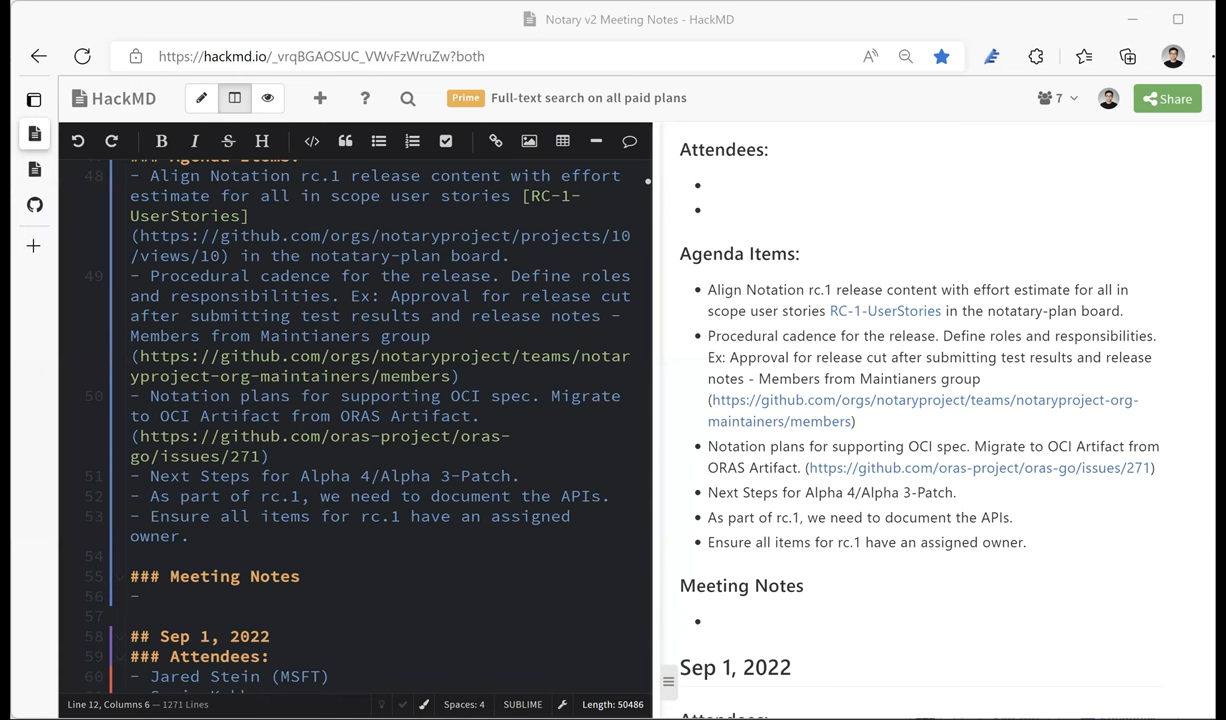 Notary v2 Meeting Notes - HackMD
https://hackmd.io/_vrqBGAOSUC_VWvFzWruZw?both
HackMD
Prime Full-text search on all paid plans
7
Share
B I S H
### Agenda Items:
48 - Align Notation rc.1 release content with effort
estimate for all in scope user stories [RC-1-
UserStories]
(https://github.com/orgs/notaryproject/projects/10
/views/10) in the notatary-plan board.
49 - Procedural cadence for the release. Define roles
and responsibilities. Ex: Approval for release cut
after submitting test results and release notes -
Members from Maintianers group
(https://github.com/orgs/notaryproject/teams/notar
yproject-org-maintainers/members)
50 - Notation plans for supporting OCI spec. Migrate
to OCI Artifact from ORAS Artifact.
(https://github.com/oras-project/oras-
go/issues/271)
51 - Next Steps for Alpha 4/Alpha 3-Patch.
52 - As part of rc.1, we need to document the APIs.
53 - Ensure all items for rc.1 have an assigned
owner.
54
55 ### Meeting Notes
56 -
57
58 ## Sep 1, 2022
59 ### Attendees:
60 - Jared Stein (MSFT)
Line 12, Columns 6 — 1271 Lines
Spaces: 4
SUBLIME
Length: 50486
Attendees:
Agenda Items:
Align Notation rc.1 release content with effort estimate for all in
scope user stories RC-1-UserStories in the notatary-plan board.
Procedural cadence for the release. Define roles and responsibilities.
Ex: Approval for release cut after submitting test results and release
notes - Members from Maintianers group
(https://github.com/orgs/notaryproject/teams/notaryproject-org-
maintainers/members)
Notation plans for supporting OCI spec. Migrate to OCI Artifact from
ORAS Artifact. (https://github.com/oras-project/oras-go/issues/271)
Next Steps for Alpha 4/Alpha 3-Patch.
As part of rc.1, we need to document the APIs.
Ensure all items for rc.1 have an assigned owner.
Meeting Notes
Sep 1, 2022
Attendees: